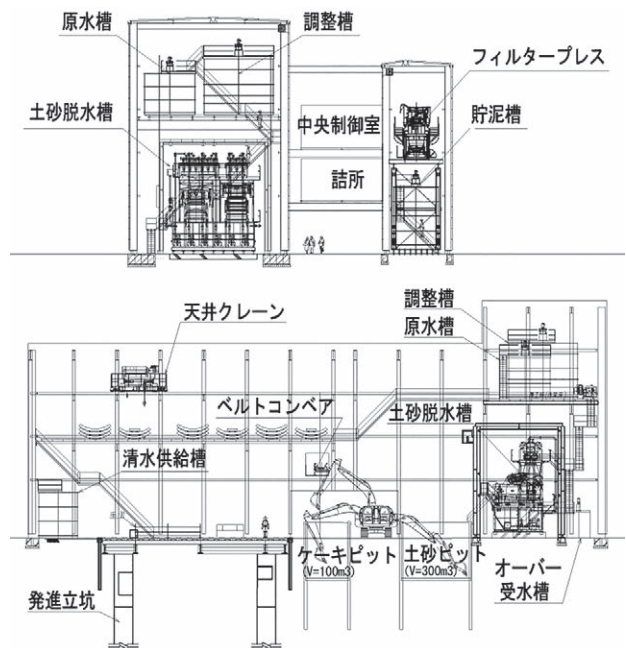 原水槽
調整槽
フィルタープレス
土砂脱水槽
中央制御室
貯泥槽
詰所
天井クレーン
調整槽
原水槽
ベルトコンベア
土砂脱水槽
清水供給槽
ケーキピット
(V=100m3)
土砂ピット
(V=300m3)
オーバー
受水槽
発進立坑